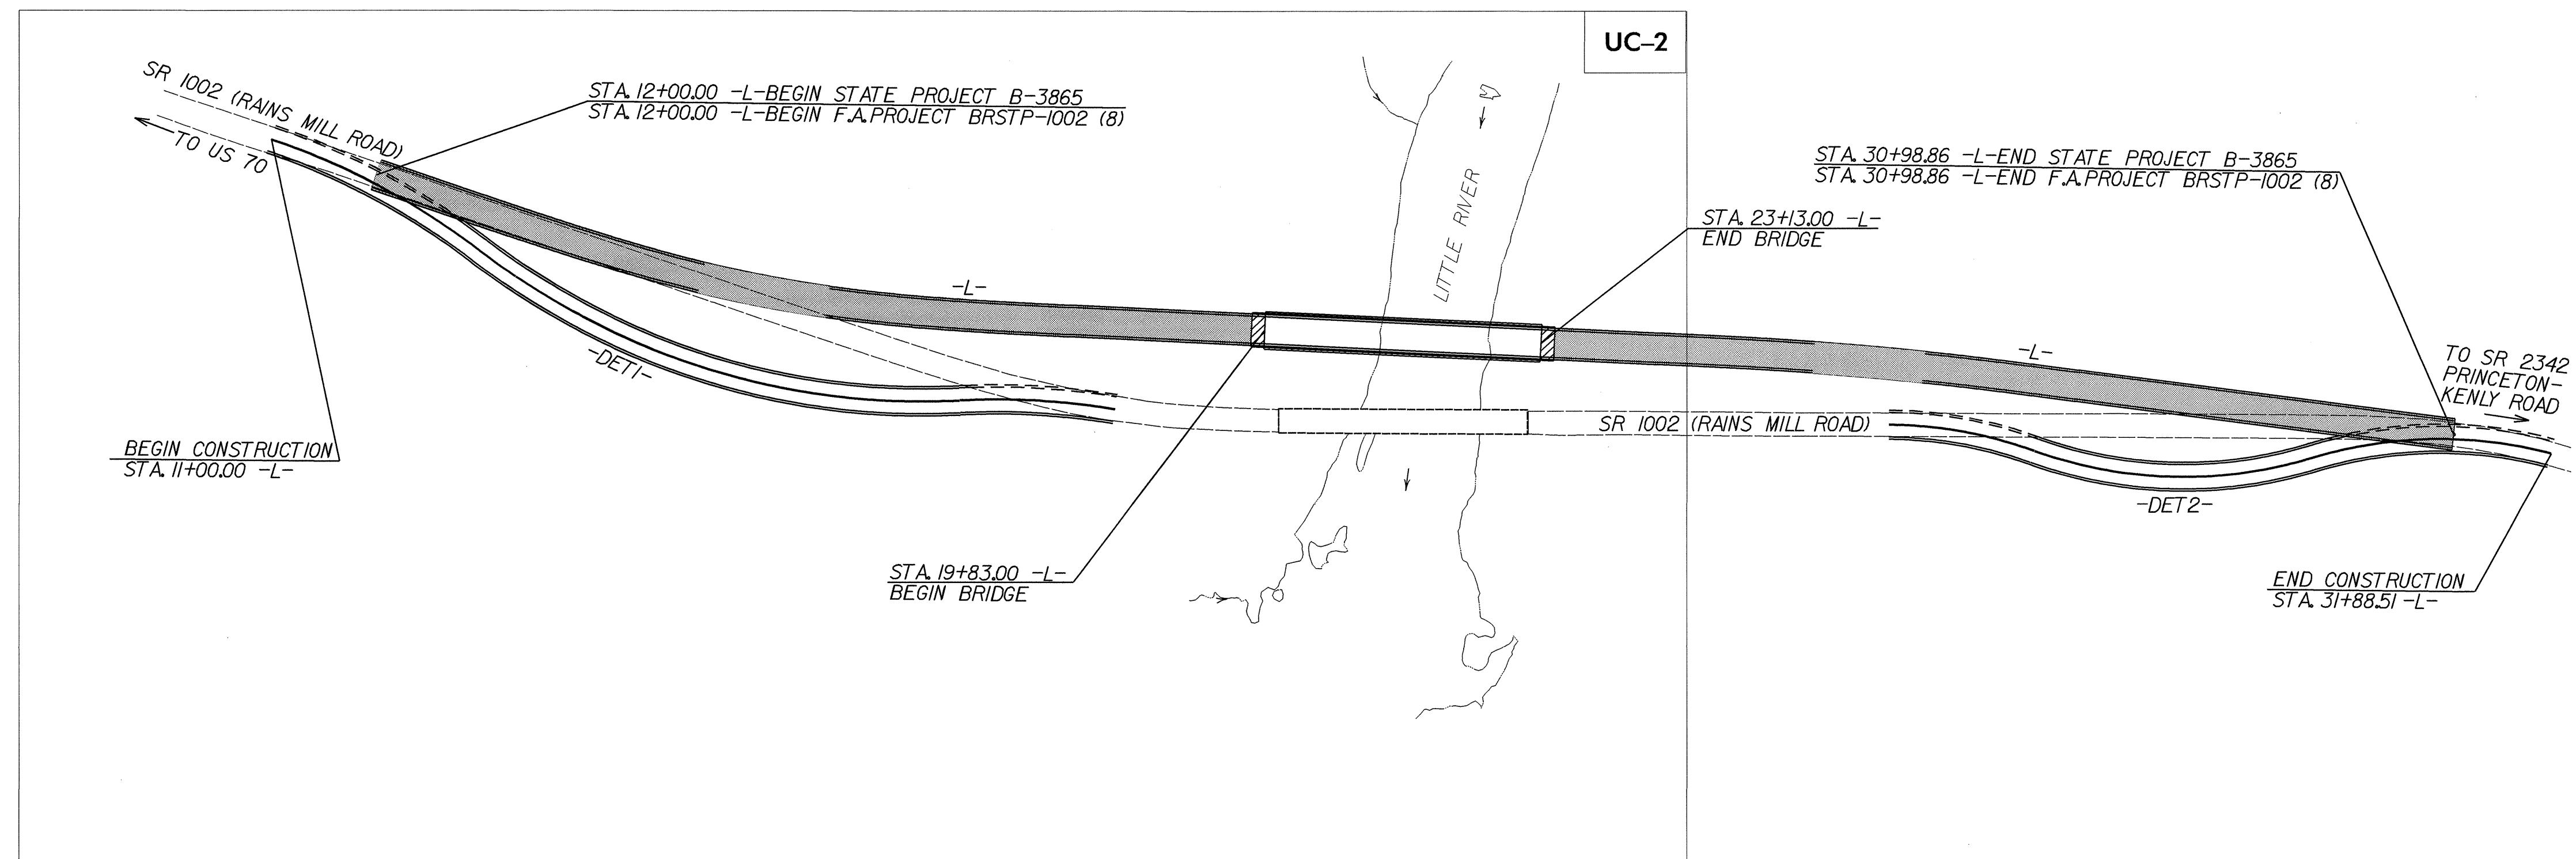 UC–2
SR 1002 (RAINS MILL ROAD)
TO US 70
STA. 12+00.00 -L-BEGIN STATE PROJECT B-3865
STA. 12+00.00 -L-BEGIN F.A.PROJECT BRSTP-1002 (8)
STA. 30+98.86 -L-END STATE PROJECT B-3865
STA. 30+98.86 -L-END F.A.PROJECT BRSTP-1002 (8)
STA. 23+13.00 -L-
END BRIDGE
LITTLE RIVER
-L-
-L-
TO SR 2342
PRINCETON-
KENLY ROAD
-DET1-
SR 1002 (RAINS MILL ROAD)
BEGIN CONSTRUCTION
STA. 11+00.00 -L-
-DET2-
STA. 19+83.00 -L-
BEGIN BRIDGE
END CONSTRUCTION
STA. 31+88.51 -L-